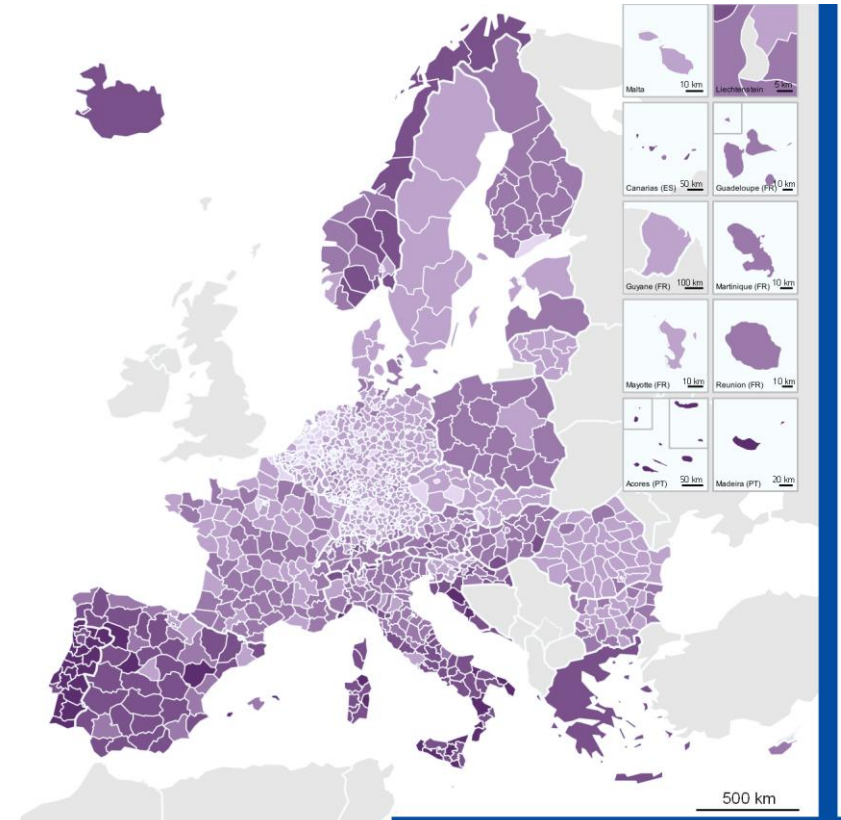 Malta 10 km
Liechtenstein 5 km
Canarias (ES) 50 km
Guadeloupe (FR) 10 km
Guyane (FR) 100 km
Martinique (FR) 10 km
Mayotte (FR) 10 km
Reunion (FR) 10 km
Acores (PT) 50 km
Madeira (PT) 20 km
500 km